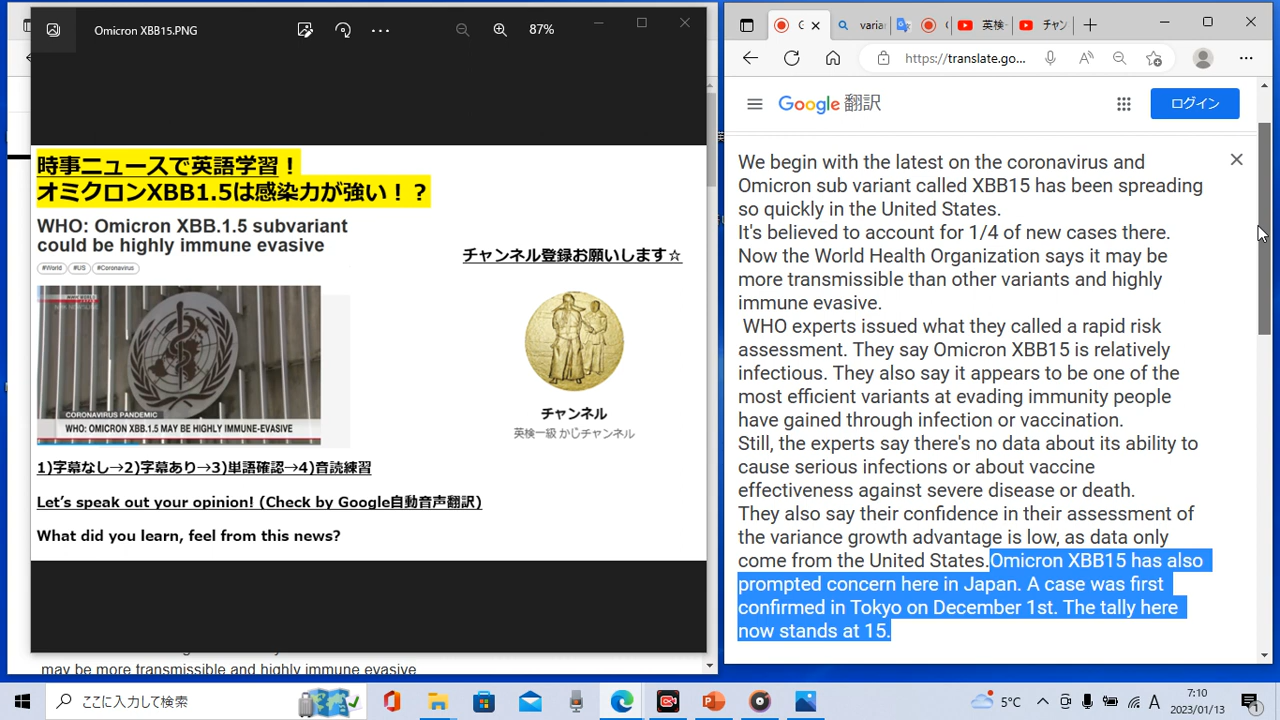 Omicron XBB15.PNG
87%
時事ニュースで英語学習！
オミクロンXBB1.5は感染力が強い！？
WHO: Omicron XBB.1.5 subvariant
could be highly immune evasive
#World #US #Coronavirus
CORONAVIRUS PANDEMIC
WHO: OMICRON XBB.1.5 MAY BE HIGHLY IMMUNE-EVASIVE
チャンネル登録お願いします☆
チャンネル
英検一級 かじチャンネル
1)字幕なし→2)字幕あり→3)単語確認→4)音読練習
Let's speak out your opinion! (Check by Google自動音声翻訳)
What did you learn, feel from this news?
may be more transmissible and highly immune evasive
varia
英検
チャン
https://translate.go...
Google 翻訳
ログイン
We begin with the latest on the coronavirus and
Omicron sub variant called XBB15 has been spreading
so quickly in the United States.
It's believed to account for 1/4 of new cases there.
Now the World Health Organization says it may be
more transmissible than other variants and highly
immune evasive.
WHO experts issued what they called a rapid risk
assessment. They say Omicron XBB15 is relatively
infectious. They also say it appears to be one of the
most efficient variants at evading immunity people
have gained through infection or vaccination.
Still, the experts say there's no data about its ability to
cause serious infections or about vaccine
effectiveness against severe disease or death.
They also say their confidence in their assessment of
the variance growth advantage is low, as data only
come from the United States.Omicron XBB15 has also
prompted concern here in Japan. A case was first
confirmed in Tokyo on December 1st. The tally here
now stands at 15.
ここに入力して検索
5°C
A
7:10
2023/01/13
1